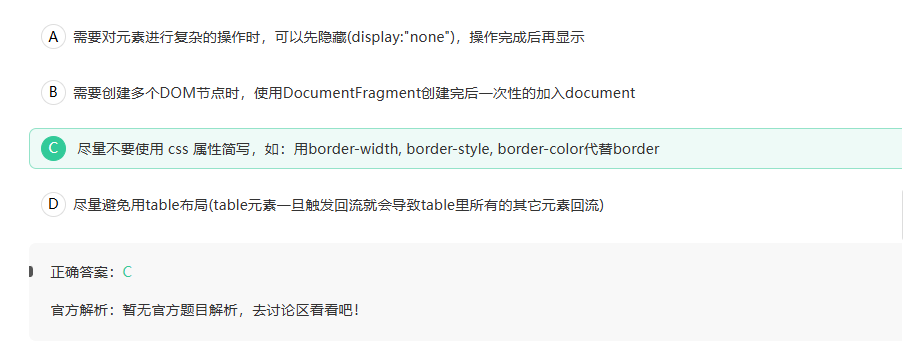 A 需要对元素进行复杂的操作时，可以先隐藏(display:"none")，操作完成后再显示
B 需要创建多个DOM节点时，使用DocumentFragment创建完后一次性的加入document
C 尽量不要使用 css 属性简写，如：用border-width, border-style, border-color代替border
D 尽量避免用table布局(table元素一旦触发回流就会导致table里所有的其它元素回流)
正确答案：C
官方解析：暂无官方题目解析，去讨论区看看吧！